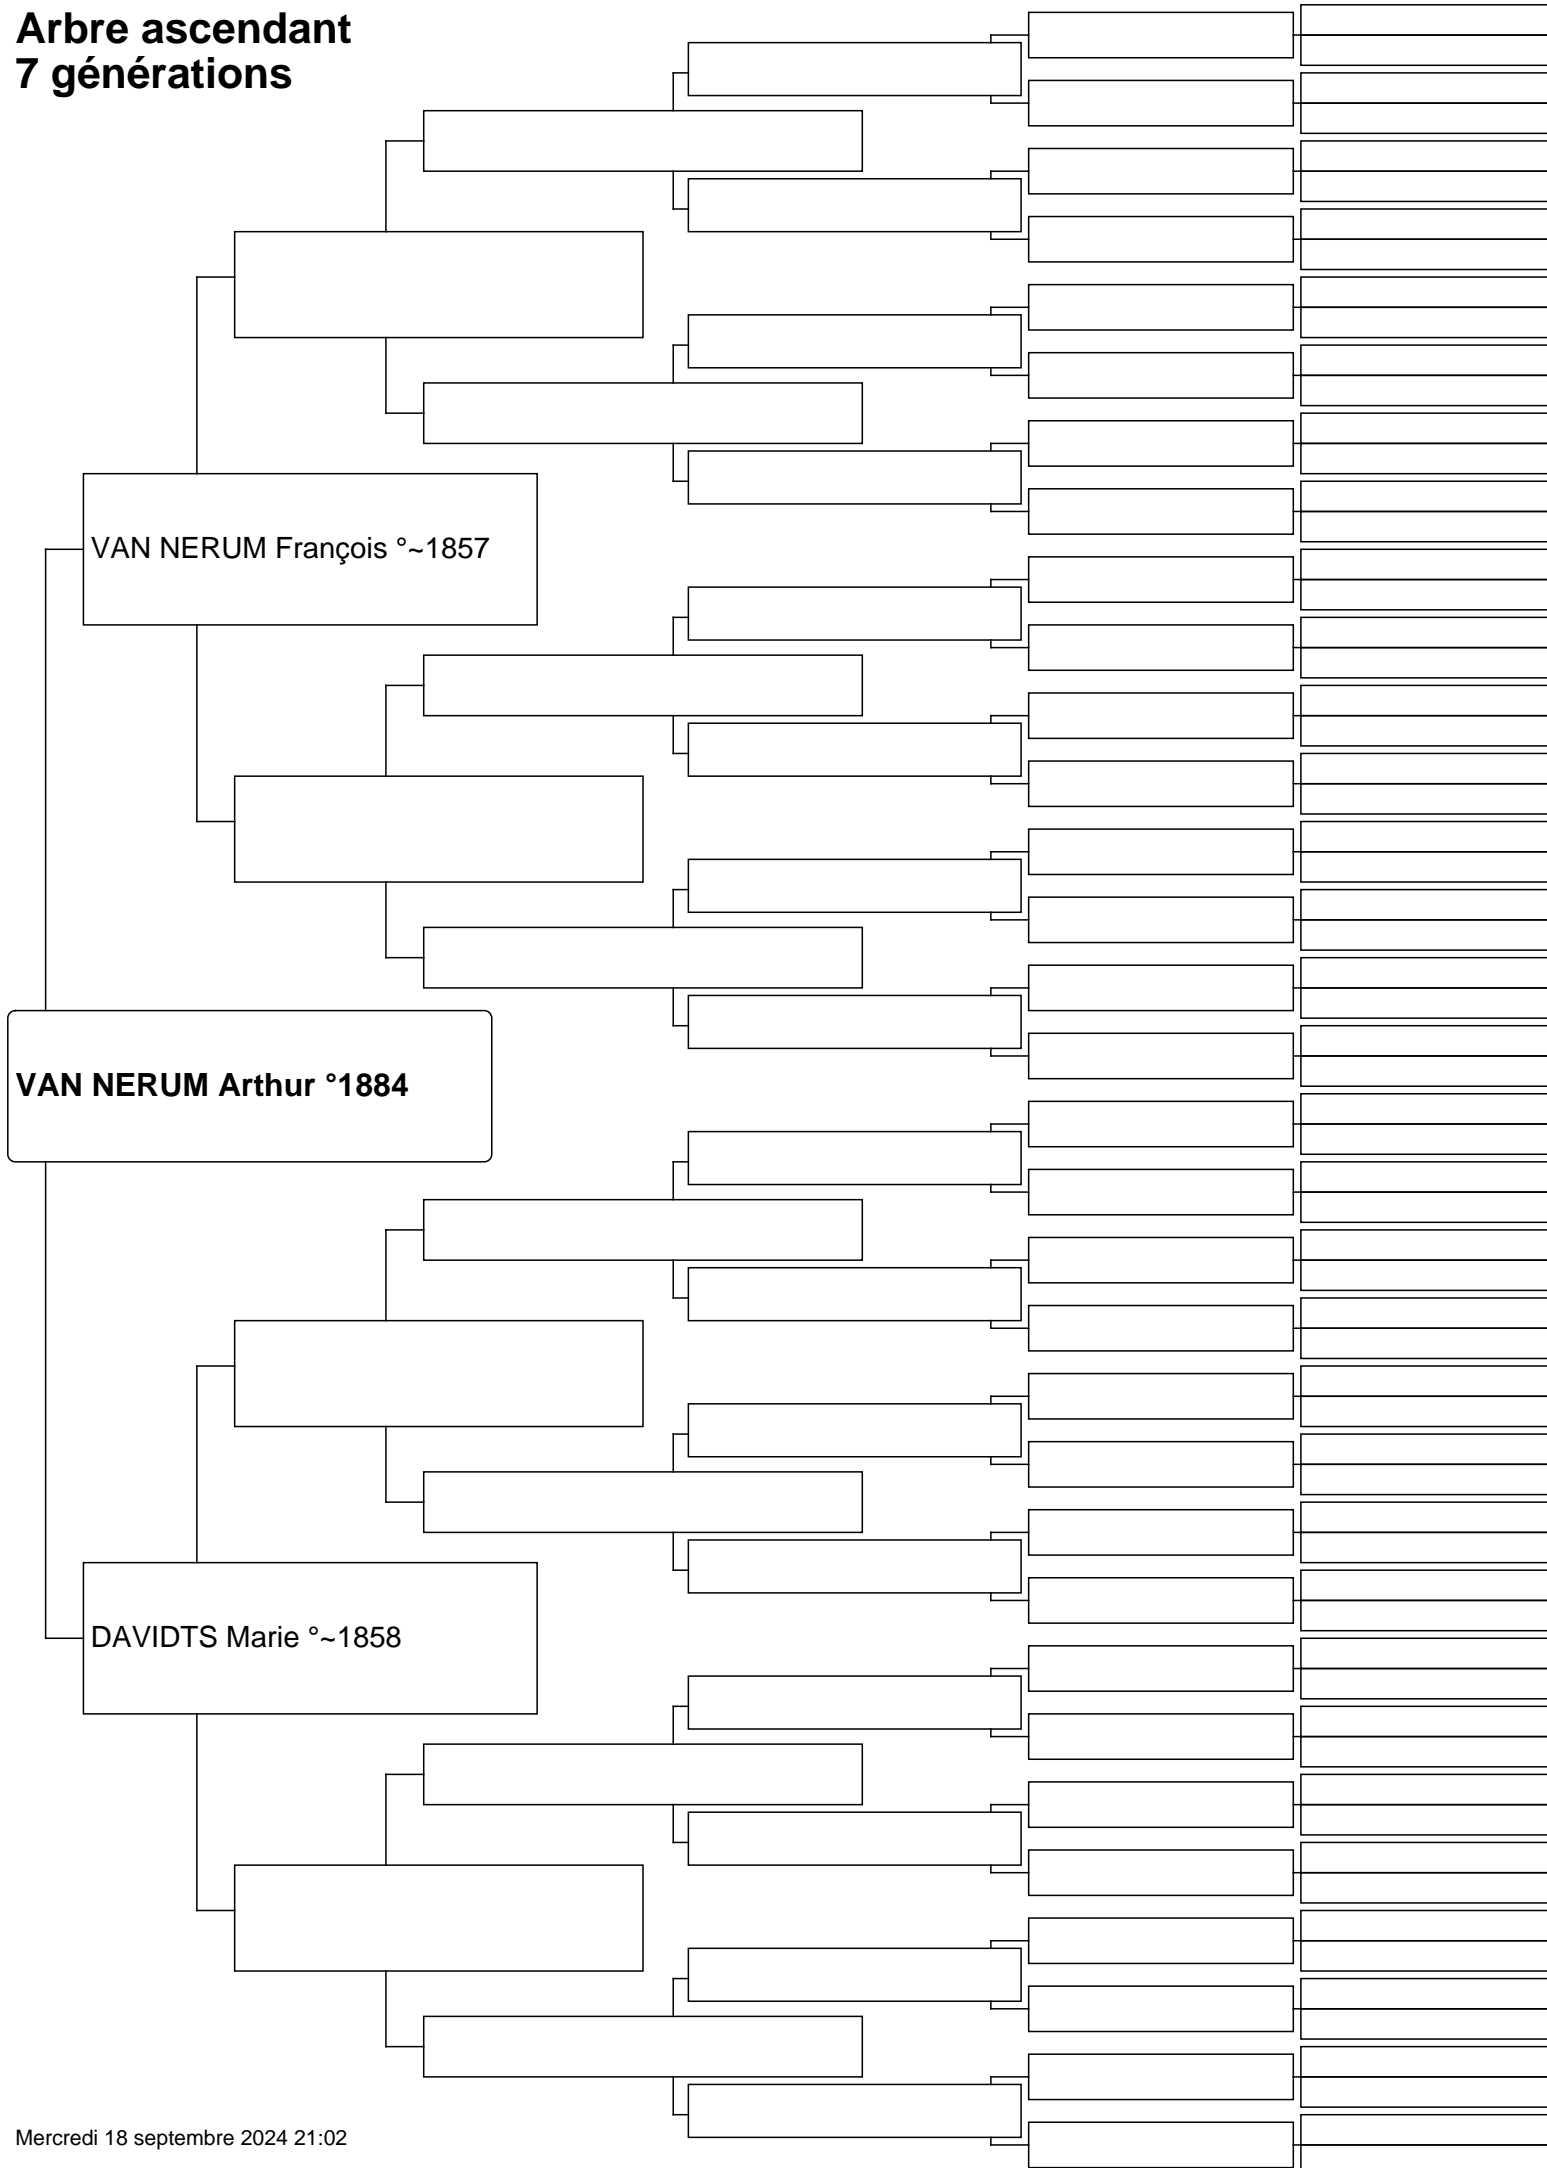 Arbre ascendant
7 générations
VAN NERUM François °~1857
VAN NERUM Arthur °1884
DAVIDTS Marie °~1858
Mercredi 18 septembre 2024 21:02